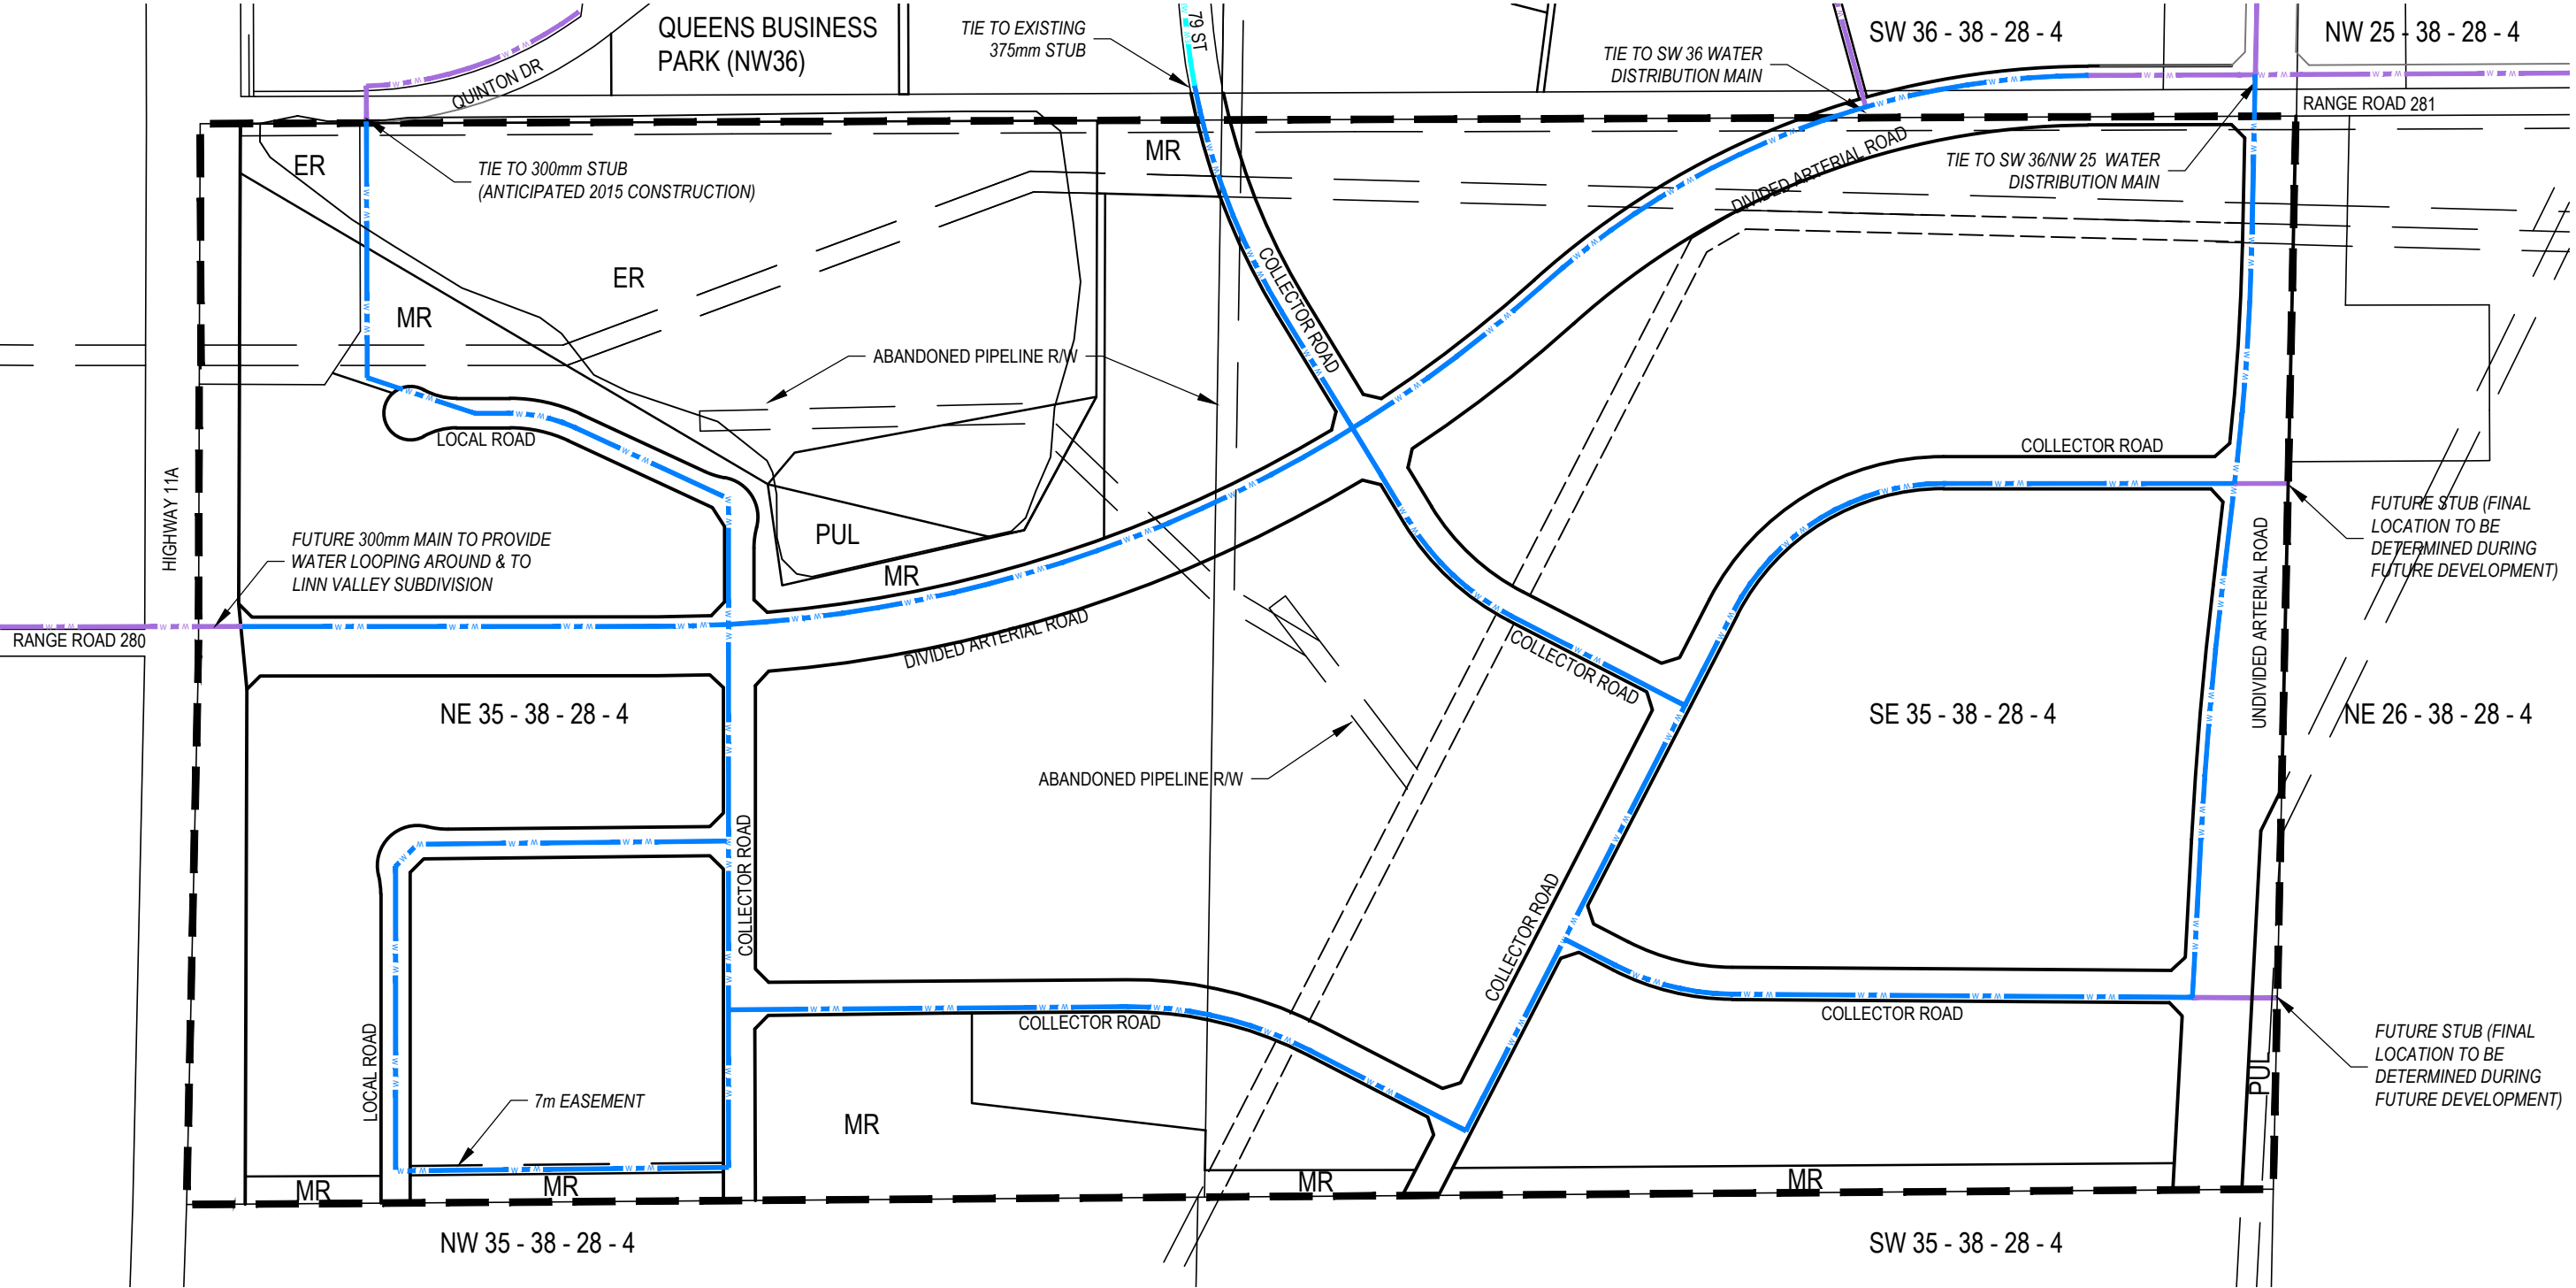 QUEENS BUSINESS
PARK (NW36)
TIE TO EXISTING
375mm STUB
79 ST
TIE TO SW 36 WATER
DISTRIBUTION MAIN
SW 36 - 38 - 28 - 4
NW 25 - 38 - 28 - 4
QUINTON DR
RANGE ROAD 281
ER
TIE TO 300mm STUB
(ANTICIPATED 2015 CONSTRUCTION)
MR
DIVIDED ARTERIAL ROAD
TIE TO SW 36/NW 25 WATER
DISTRIBUTION MAIN
ER
MR
COLLECTOR ROAD
ABANDONED PIPELINE R/W
LOCAL ROAD
COLLECTOR ROAD
HIGHWAY 11A
FUTURE 300mm MAIN TO PROVIDE
WATER LOOPING AROUND & TO
LINN VALLEY SUBDIVISION
PUL
MR
FUTURE STUB (FINAL
LOCATION TO BE
DETERMINED DURING
FUTURE DEVELOPMENT)
RANGE ROAD 280
DIVIDED ARTERIAL ROAD
COLLECTOR ROAD
UNDIVIDED ARTERIAL ROAD
NE 35 - 38 - 28 - 4
SE 35 - 38 - 28 - 4
NE 26 - 38 - 28 - 4
ABANDONED PIPELINE R/W
COLLECTOR ROAD
COLLECTOR ROAD
COLLECTOR ROAD
COLLECTOR ROAD
LOCAL ROAD
7m EASEMENT
MR
PUL
FUTURE STUB (FINAL
LOCATION TO BE
DETERMINED DURING
FUTURE DEVELOPMENT)
MR
MR
MR
MR
NW 35 - 38 - 28 - 4
SW 35 - 38 - 28 - 4